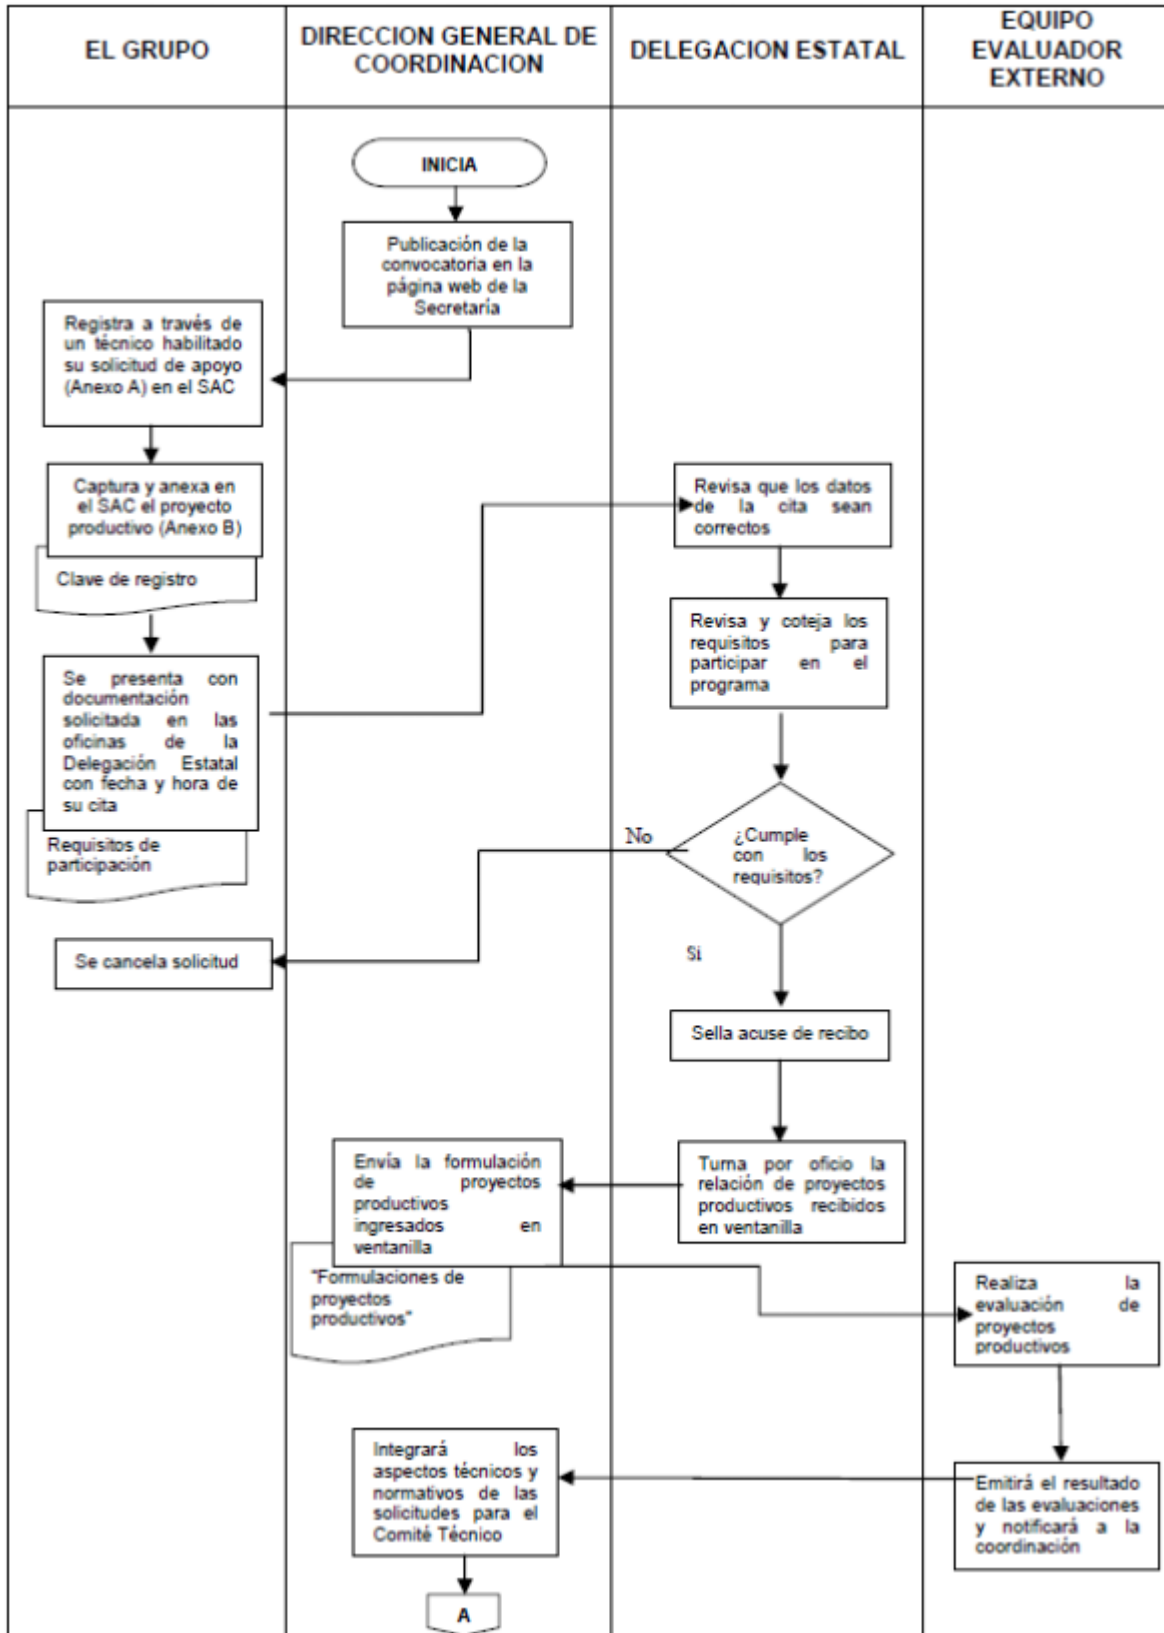 EL GRUPO
DIRECCION GENERAL DE
COORDINACION
DELEGACION ESTATAL
EQUIPO
EVALUADOR
EXTERNO
INICIA
Publicación de la
convocatoria en la
página web de la
Secretaría
Registra a través de
un técnico habilitado
su solicitud de apoyo
(Anexo A) en el SAC
Captura y anexa en
el SAC el proyecto
productivo (Anexo B)
Clave de registro
Revisa que los datos
de la cita sean
correctos
Revisa y coteja los
requisitos para
participar en el
programa
Se presenta con
documentación
solicitada en las
oficinas de la
Delegación Estatal
con fecha y hora de
su cita
Requisitos de
participación
No
¿Cumple
con los
requisitos?
Si
Se cancela solicitud
Sella acuse de recibo
Turna por oficio la
relación de proyectos
productivos recibidos
en ventanilla
Envía la formulación
de proyectos
productivos
ingresados en
ventanilla
"Formulaciones de
proyectos
productivos"
Realiza la
evaluación de
proyectos
productivos
Emitirá el resultado
de las evaluaciones
y notificará a la
coordinación
Integrará los
aspectos técnicos y
normativos de las
solicitudes para el
Comité Técnico
A